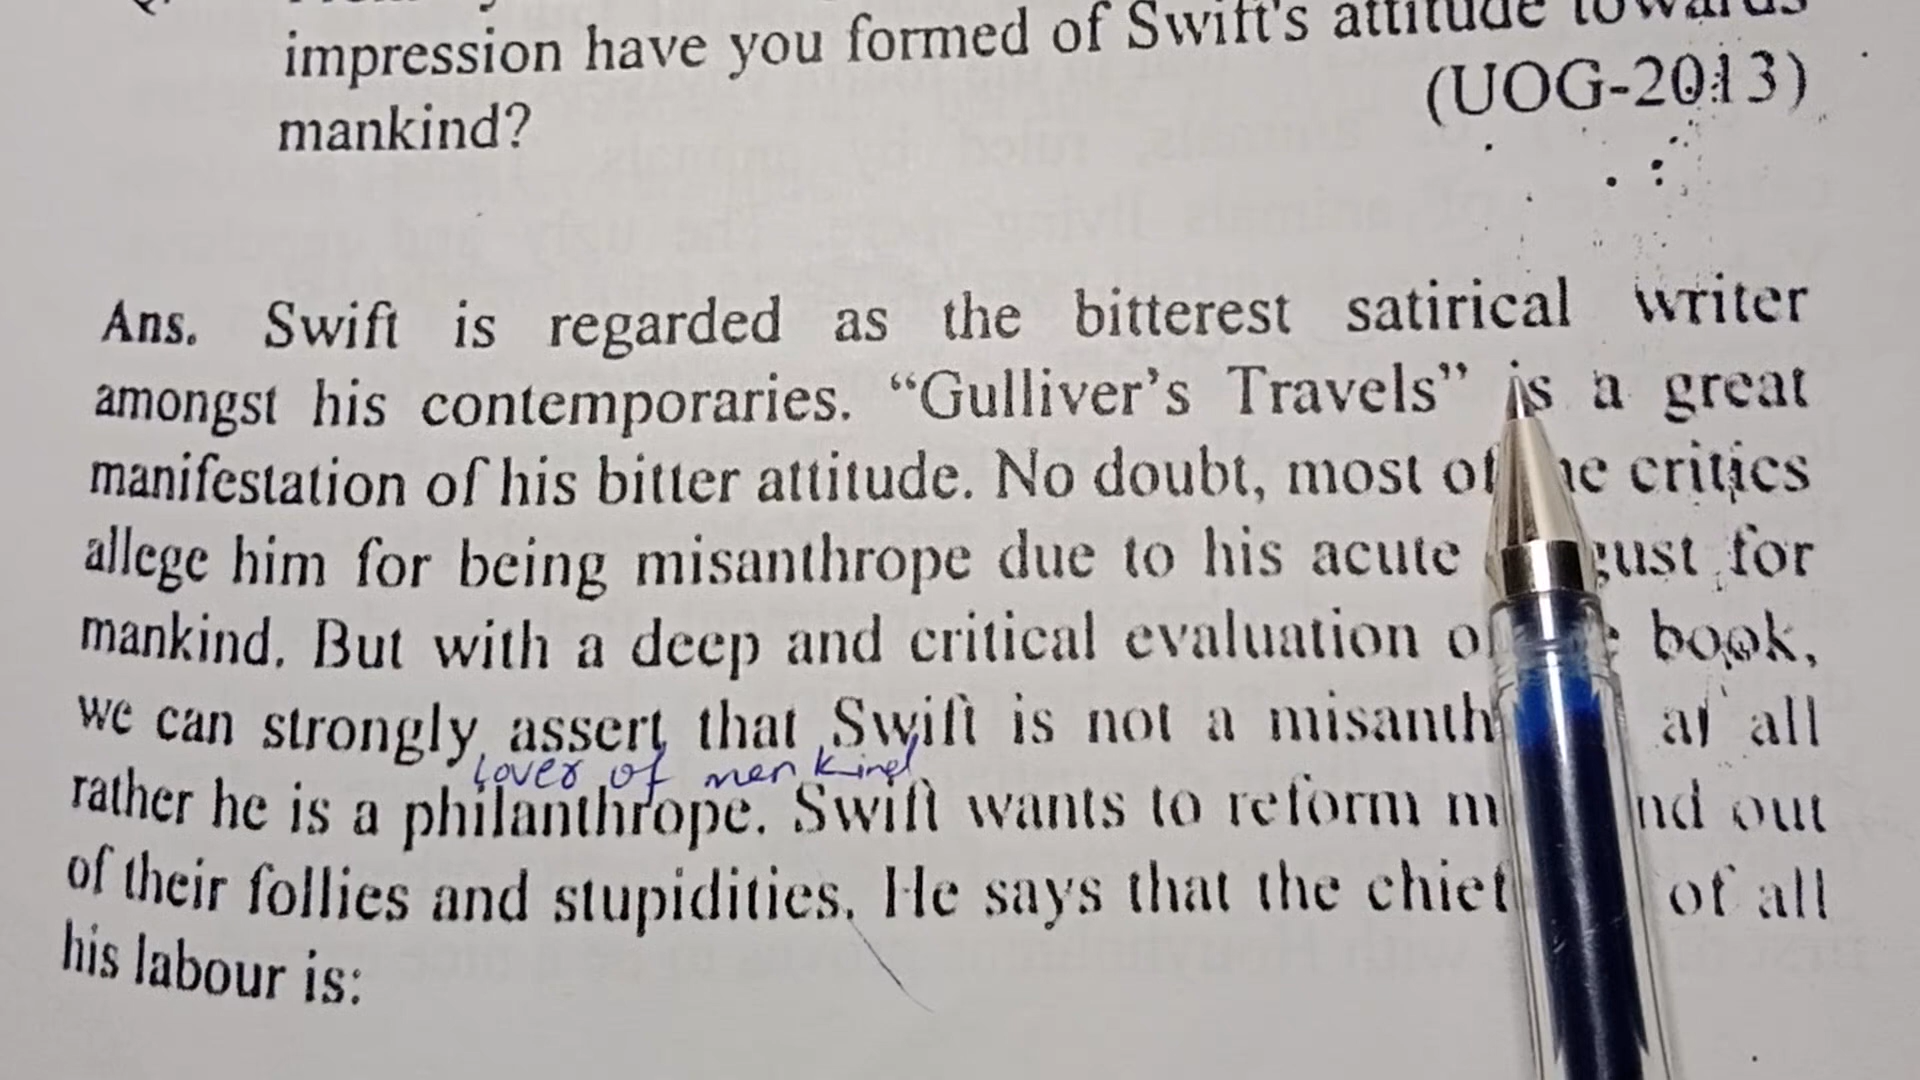 impression have you formed of Swift's attitude towards
(UOG-2013)
mankind?
Ans. Swift is regarded as the bitterest satirical writer
amongst his contemporaries. “Gulliver’s Travels” is a great
manifestation of his bitter attitude. No doubt, most of critics
allege him for being misanthrope due to his acute for
mankind. But with a deep and critical evaluation book,
we can strongly assert that Swift is not a at all
lover of men kind
rather he is a philanthrope. Swift wants to reform out
of their follies and stupidities. He says that the chief of all
his labour is: